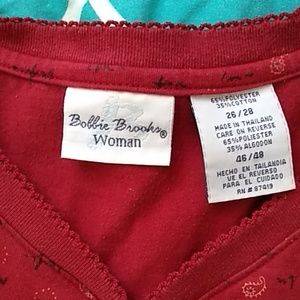 Bobbie Brooks®
Woman
65%POLYESTER
35%COTTON
26/28
MADE IN THAILAND
CARE ON REVERSE
65%POLIESTER
35% ALGODON
46/48
HECHO EN TAILANDIA
VE EL REVERSO
PARA EL CUIDADO
RN # 87419